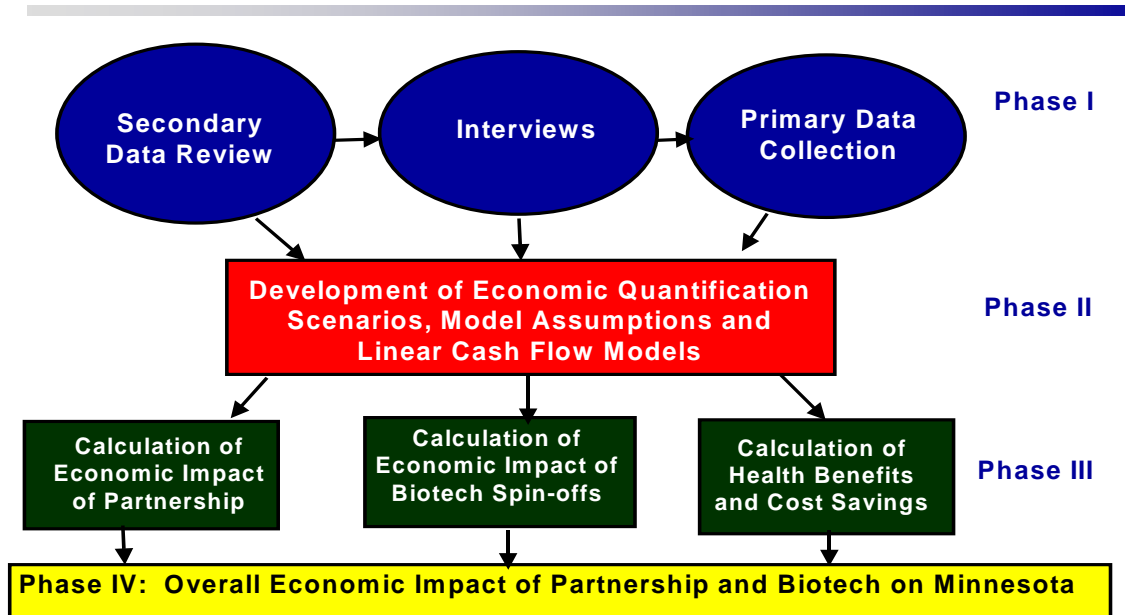 Secondary
Data Review
Interviews
Primary Data
Collection
Phase I
Development of Economic Quantification
Scenarios, Model Assumptions and
Linear Cash Flow Models
Phase II
Calculation of
Economic Impact
of Partnership
Calculation of
Economic Impact of
Biotech Spin-offs
Calculation of
Health Benefits
and Cost Savings
Phase III
Phase IV: Overall Economic Impact of Partnership and Biotech on Minnesota